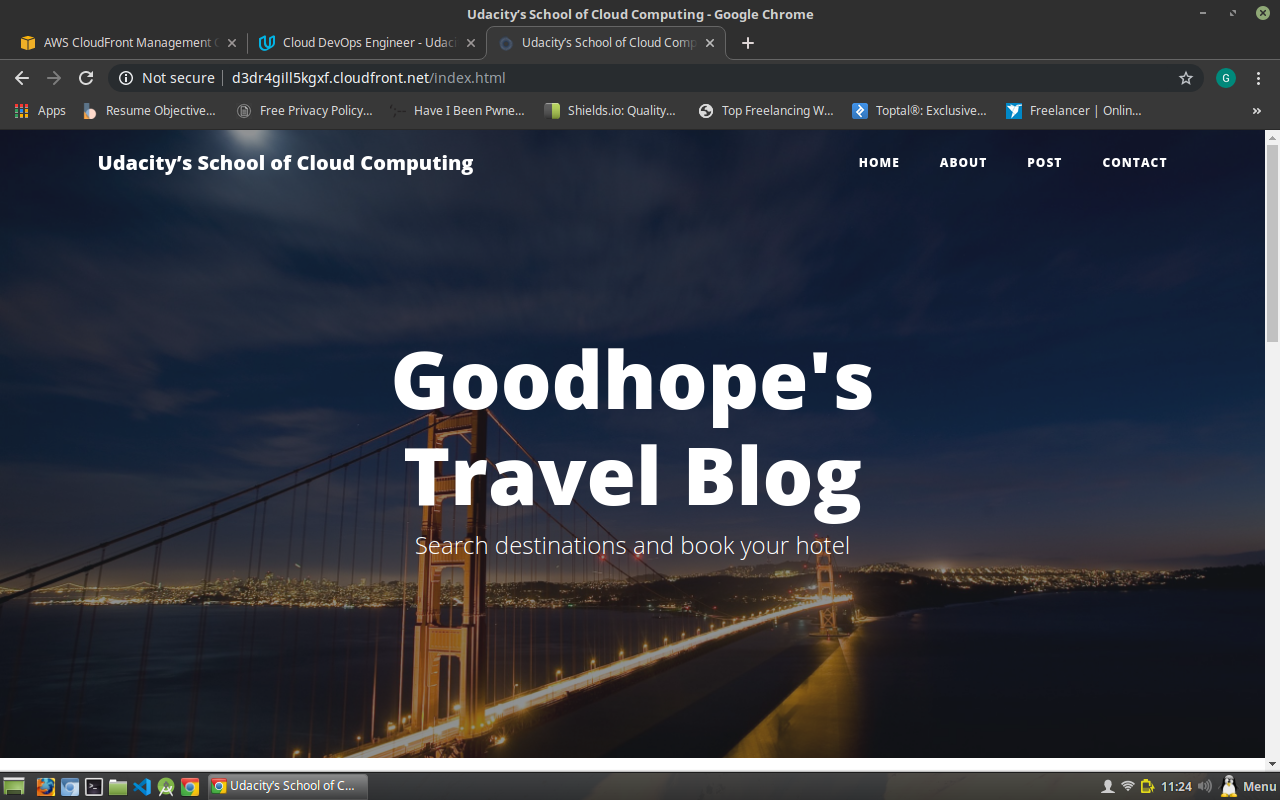 Udacity’s School of Cloud Computing - Google Chrome
AWS CloudFront Management
Cloud DevOps Engineer - Udaci
Udacity’s School of Cloud Comp
Not secure
d3dr4gill5kgxf.cloudfront.net/index.html
G
Apps
Resume Objective...
Free Privacy Policy...
Have I Been Pwne...
Shields.io: Quality...
Top Freelancing W...
Toptal®: Exclusive...
Freelancer | Onlin...
»
Udacity’s School of Cloud Computing
HOME
ABOUT
POST
CONTACT
Goodhope's
Travel Blog
Search destinations and book your hotel
Udacity’s School of C...
11:24
Menu